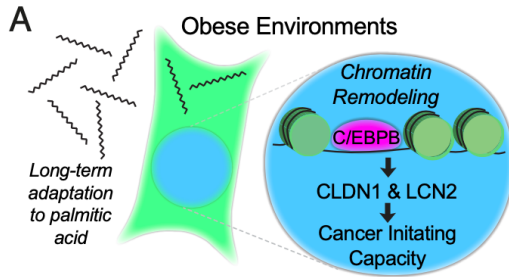 A
Obese Environments
Long-term
adaptation
to palmitic
acid
Chromatin
Remodeling
C/EBPB
CLDN1 & LCN2
Cancer Initating
Capacity